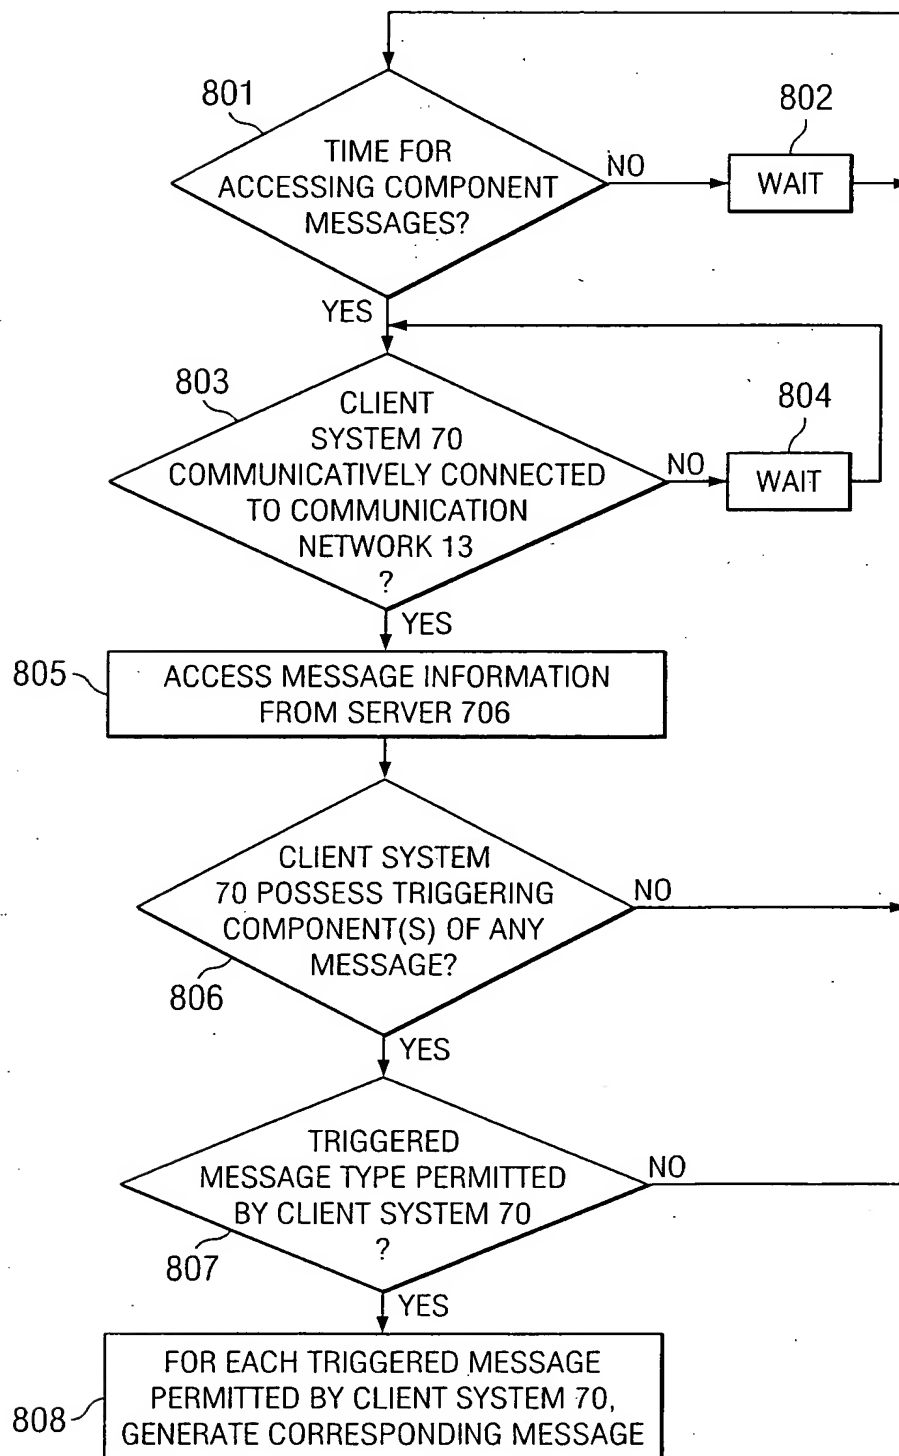 801
TIME FOR
ACCESSING COMPONENT
MESSAGES?
NO
802
WAIT
YES
803
CLIENT
SYSTEM 70
COMMUNICATIVELY CONNECTED
TO COMMUNICATION
NETWORK 13
?
NO
804
WAIT
YES
805
ACCESS MESSAGE INFORMATION
FROM SERVER 706
CLIENT SYSTEM
70 POSSESS TRIGGERING
COMPONENT(S) OF ANY
MESSAGE?
NO
806
YES
TRIGGERED
MESSAGE TYPE PERMITTED
BY CLIENT SYSTEM 70
?
NO
807
YES
808
FOR EACH TRIGGERED MESSAGE
PERMITTED BY CLIENT SYSTEM 70,
GENERATE CORRESPONDING MESSAGE